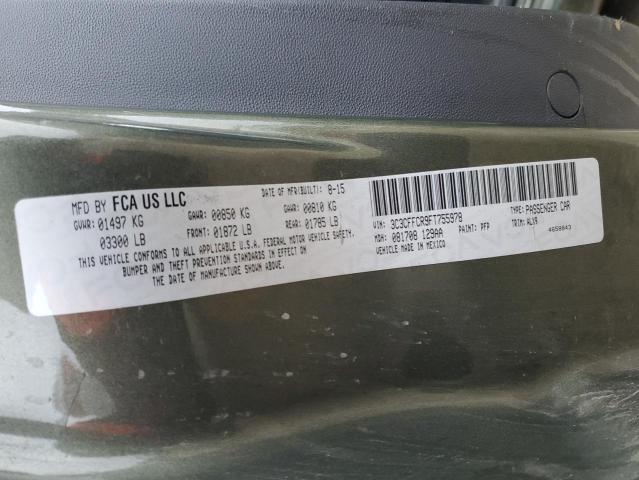 MFD BY FCA US LLC DATE OF MFR(BUILT): 8-15
GVWR: 01497 KG GAWR: 00850 KG GAWR: 00810 KG
03300 LB FRONT: 01872 LB REAR: 01785 LB
THIS VEHICLE CONFORMS TO ALL APPLICABLE U.S.A. FEDERAL MOTOR VEHICLE SAFETY,
BUMPER AND THEFT PREVENTION STANDARDS IN EFFECT ON
THE DATE OF MANUFACTURE SHOWN ABOVE.
VIN: 3C3CFFCR9FT755978 TYPE: PASSENGER CAR
MDH: 081708 129AA PAINT: PFP TRIM: ALX9
VEHICLE MADE IN MEXICO 4658843